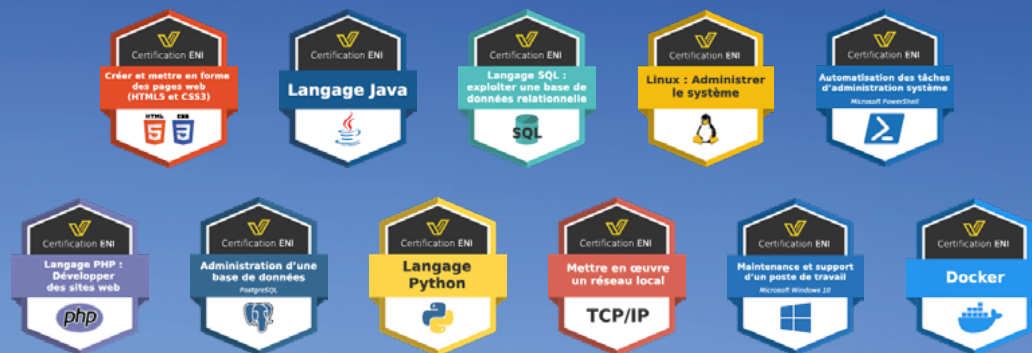 Certification ENI
Créer et mettre en forme
des pages web
(HTML5 et CSS3)
HTML
5
CSS
3
Certification ENI
Langage Java
Certification ENI
Langage SQL :
exploiter une base de
données relationnelle
SQL
Certification ENI
Linux : Administrer
le système
Certification ENI
Automatisation des tâches
d'administration système
Microsoft PowerShell
Certification ENI
Langage PHP :
Développer
des sites web
php
Certification ENI
Administration d'une
base de données
PostgreSQL
Certification ENI
Langage
Python
Certification ENI
Mettre en œuvre
un réseau local
TCP/IP
Certification ENI
Maintenance et support
d'un poste de travail
Microsoft Windows 10
Certification ENI
Docker